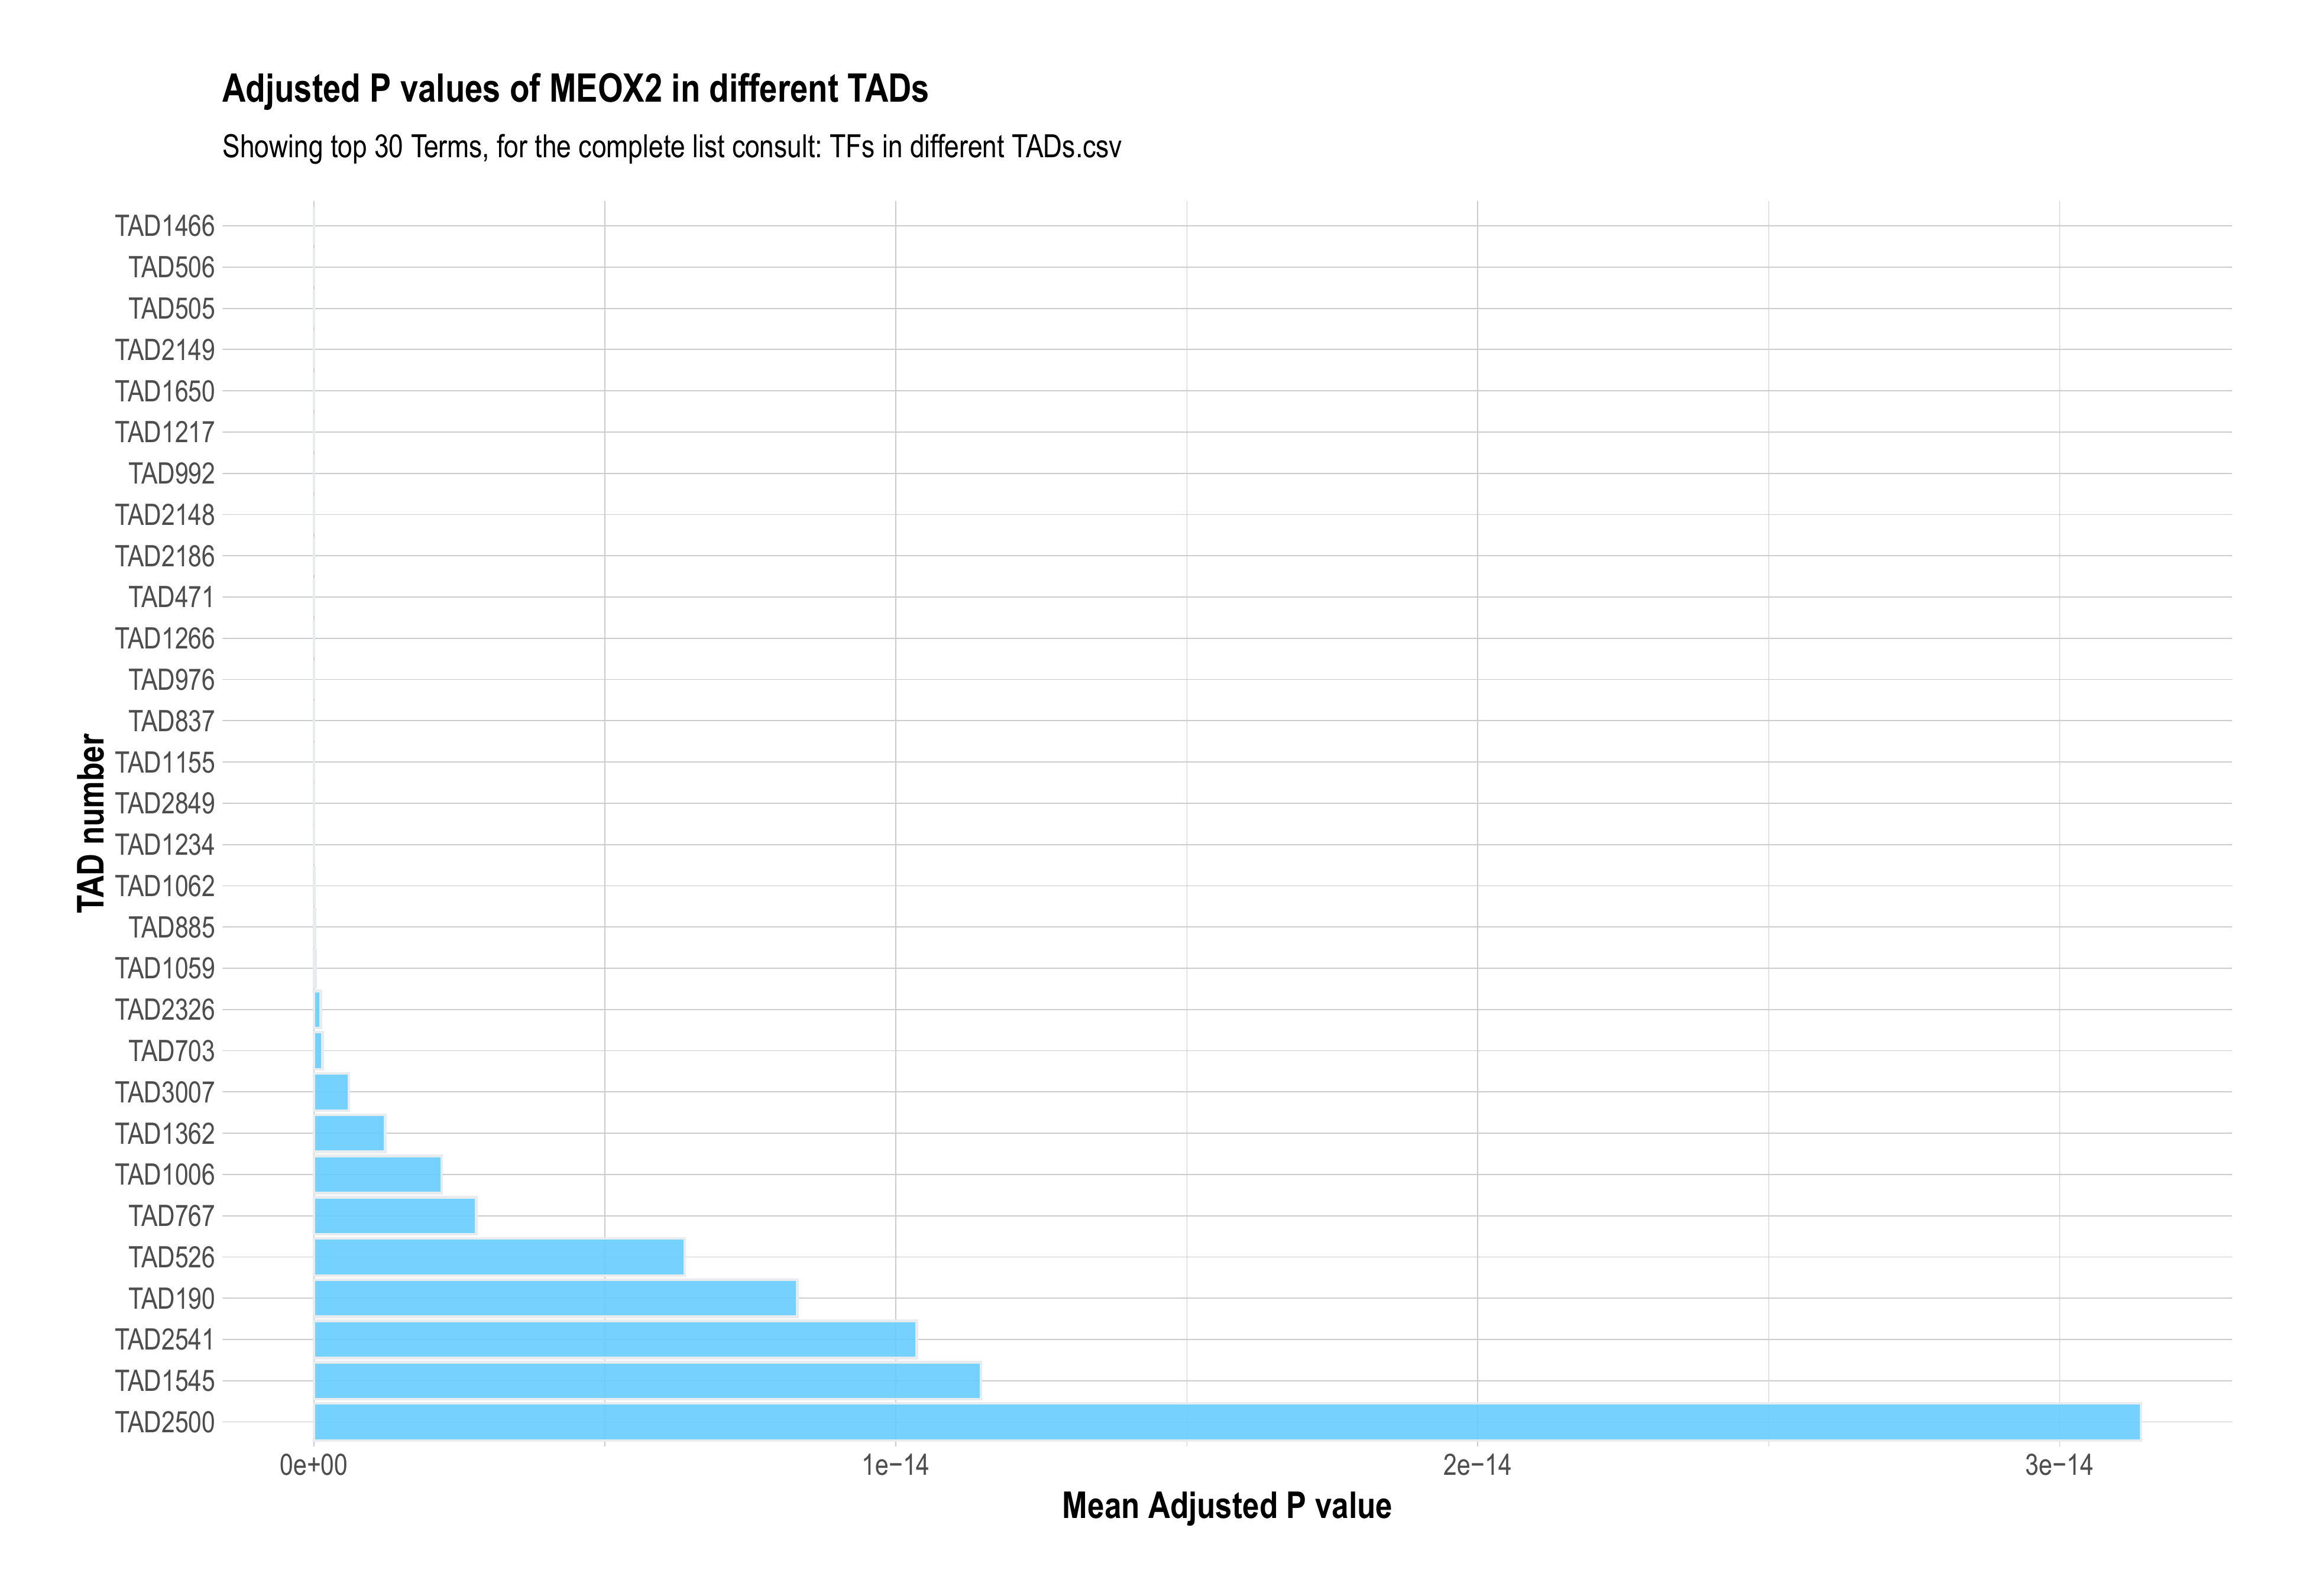 Adjusted P values of MEOX2 in different TADs
Showing top 30 Terms, for the complete list consult: TFs in different TADs.csv
TAD number
TAD1466
TAD506
TAD505
TAD2149
TAD1650
TAD1217
TAD992
TAD2148
TAD2186
TAD471
TAD1266
TAD976
TAD837
TAD1155
TAD2849
TAD1234
TAD1062
TAD885
TAD1059
TAD2326
TAD703
TAD3007
TAD1362
TAD1006
TAD767
TAD526
TAD190
TAD2541
TAD1545
TAD2500
0e+00 1e−14 2e−14 3e−14
Mean Adjusted P value